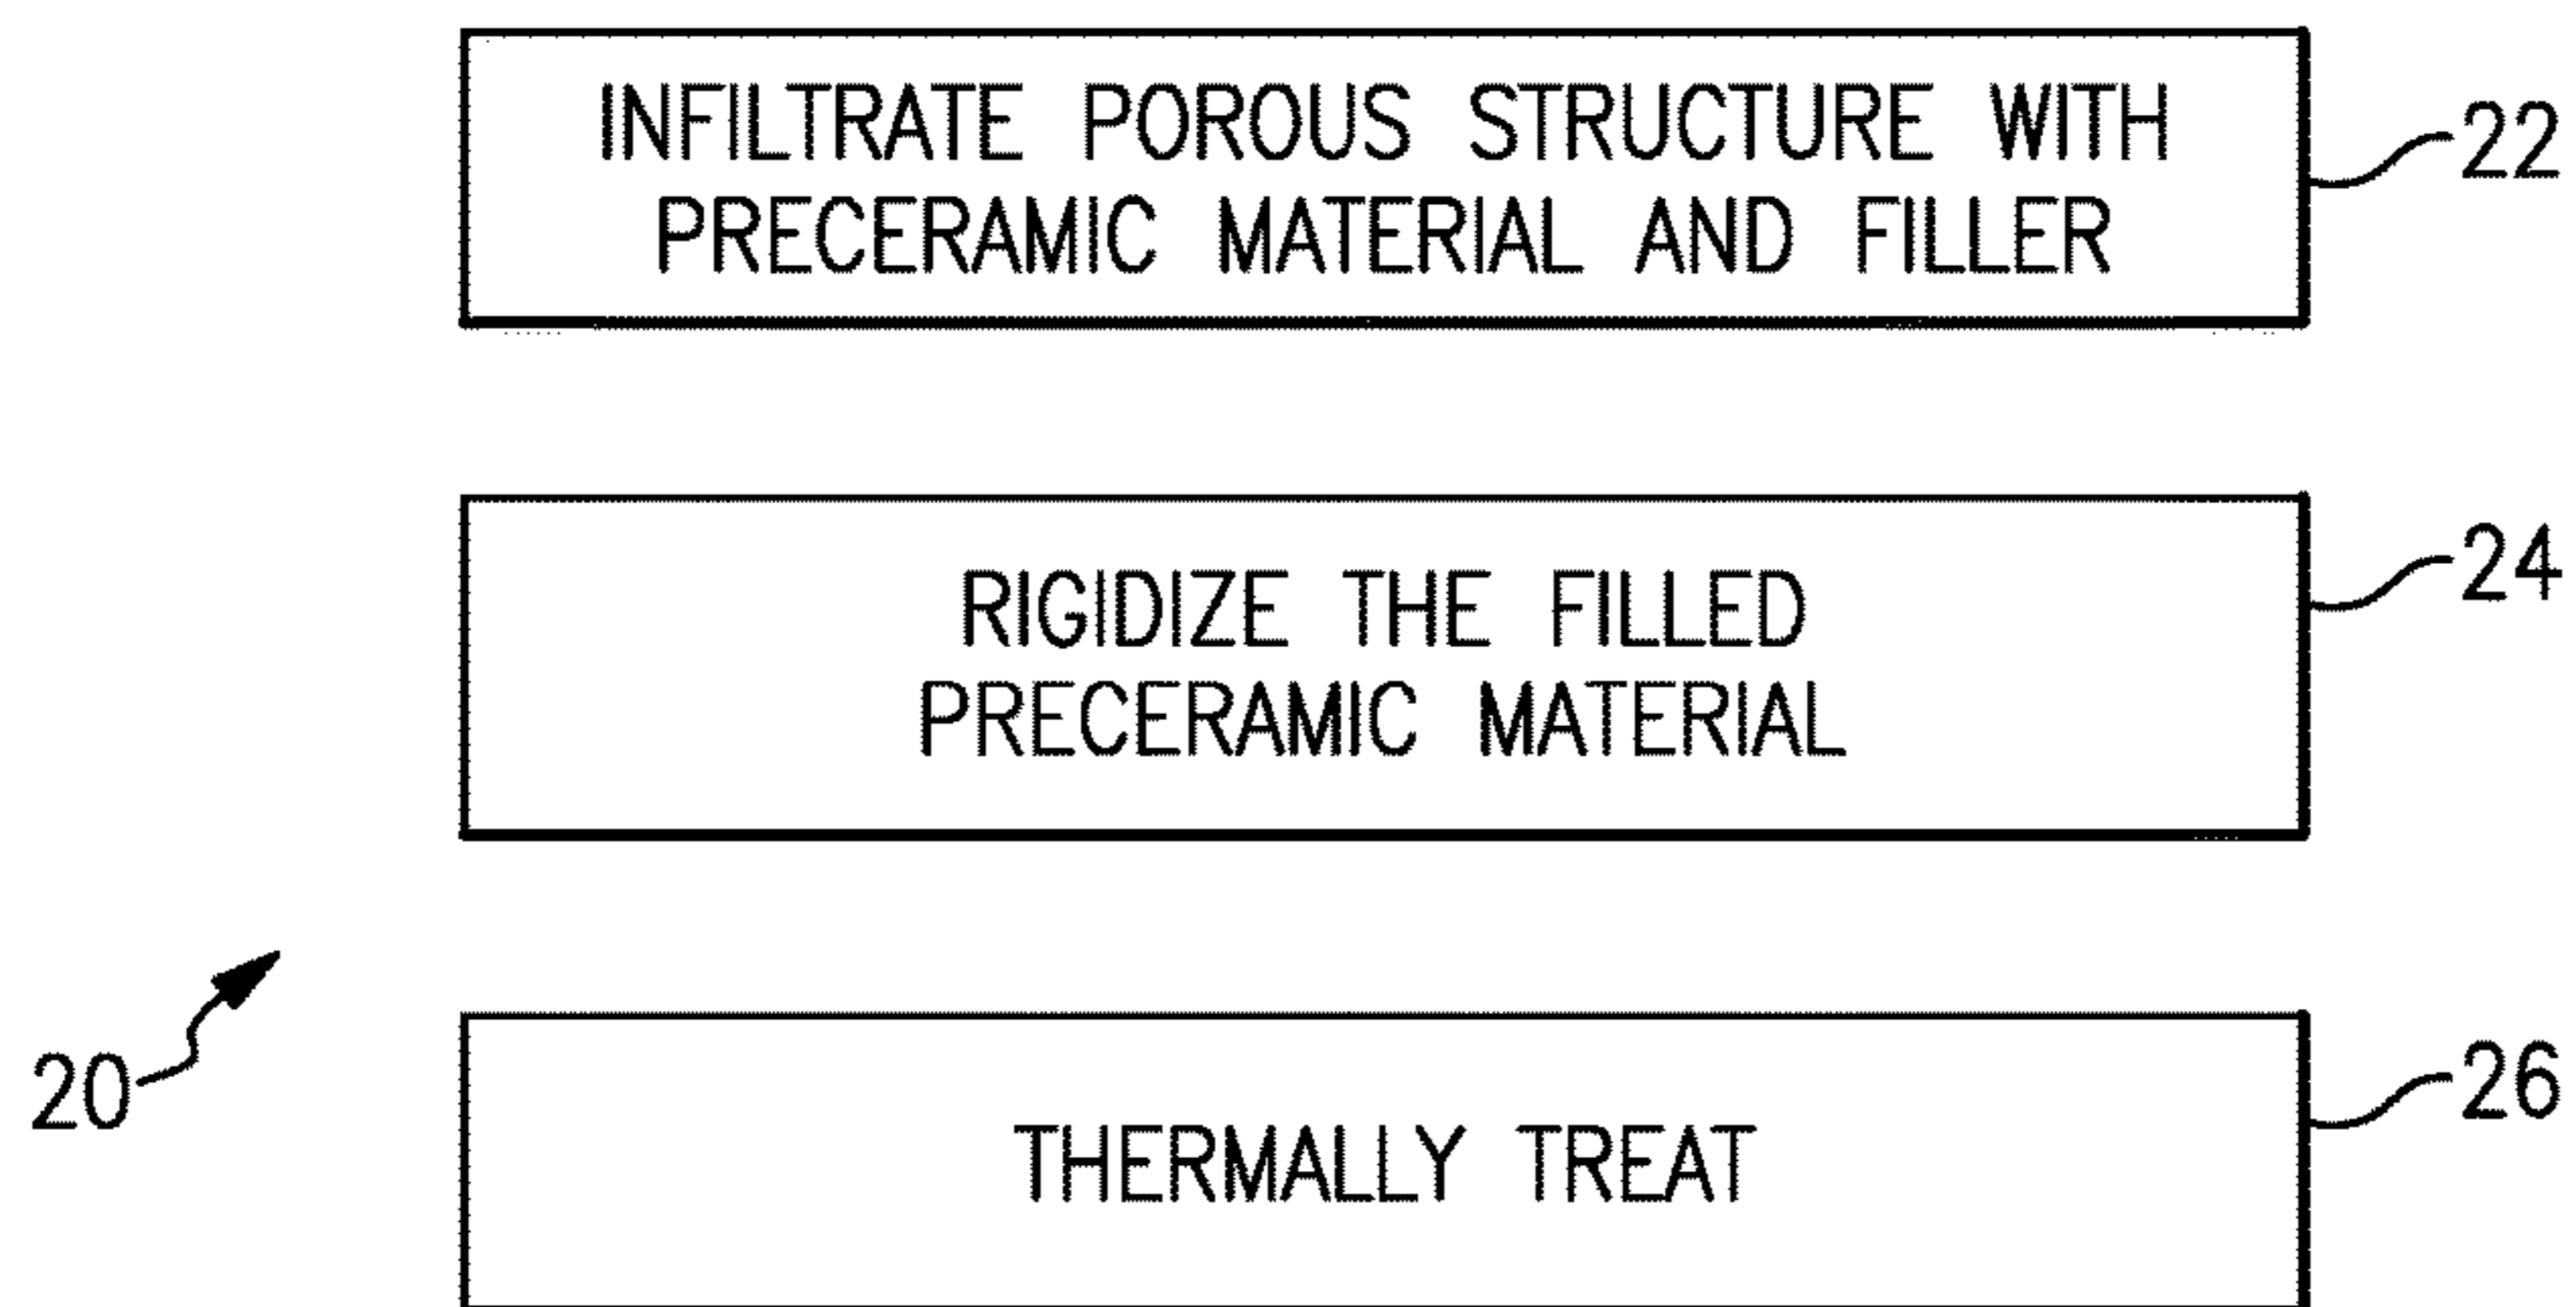 INFILTRATE POROUS STRUCTURE WITH
PRECERAMIC MATERIAL AND FILLER
22
RIGIDIZE THE FILLED
PRECERAMIC MATERIAL
24
20
THERMALLY TREAT
26